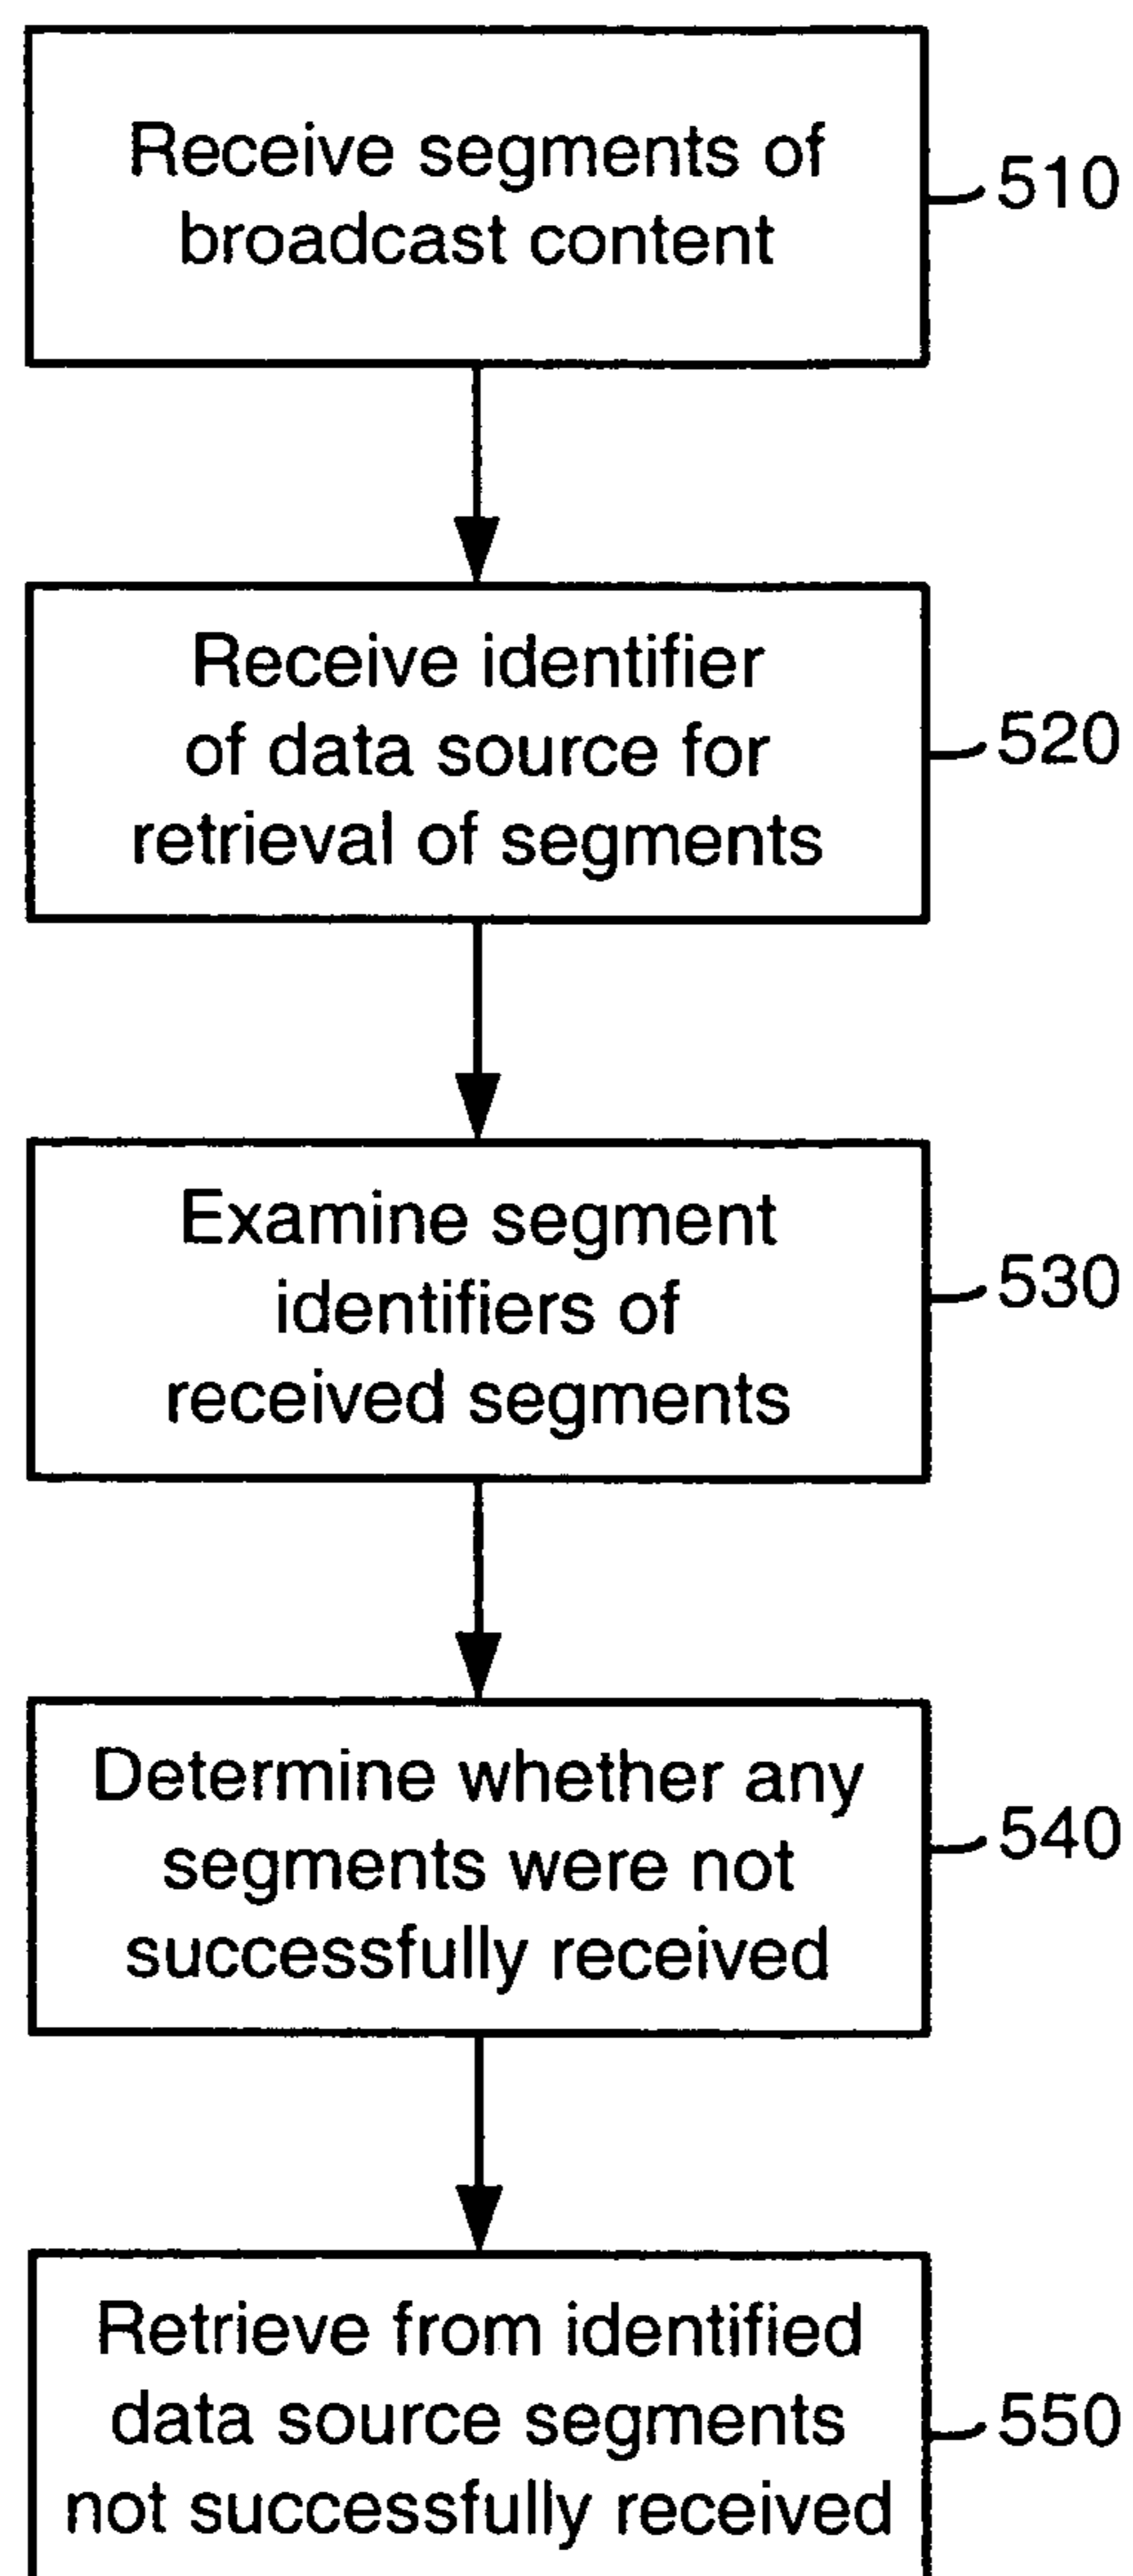 Receive segments of
broadcast content
510
Receive identifier
of data source for
retrieval of segments
520
Examine segment
identifiers of
received segments
530
Determine whether any
segments were not
successfully received
540
Retrieve from identified
data source segments
not successfully received
550